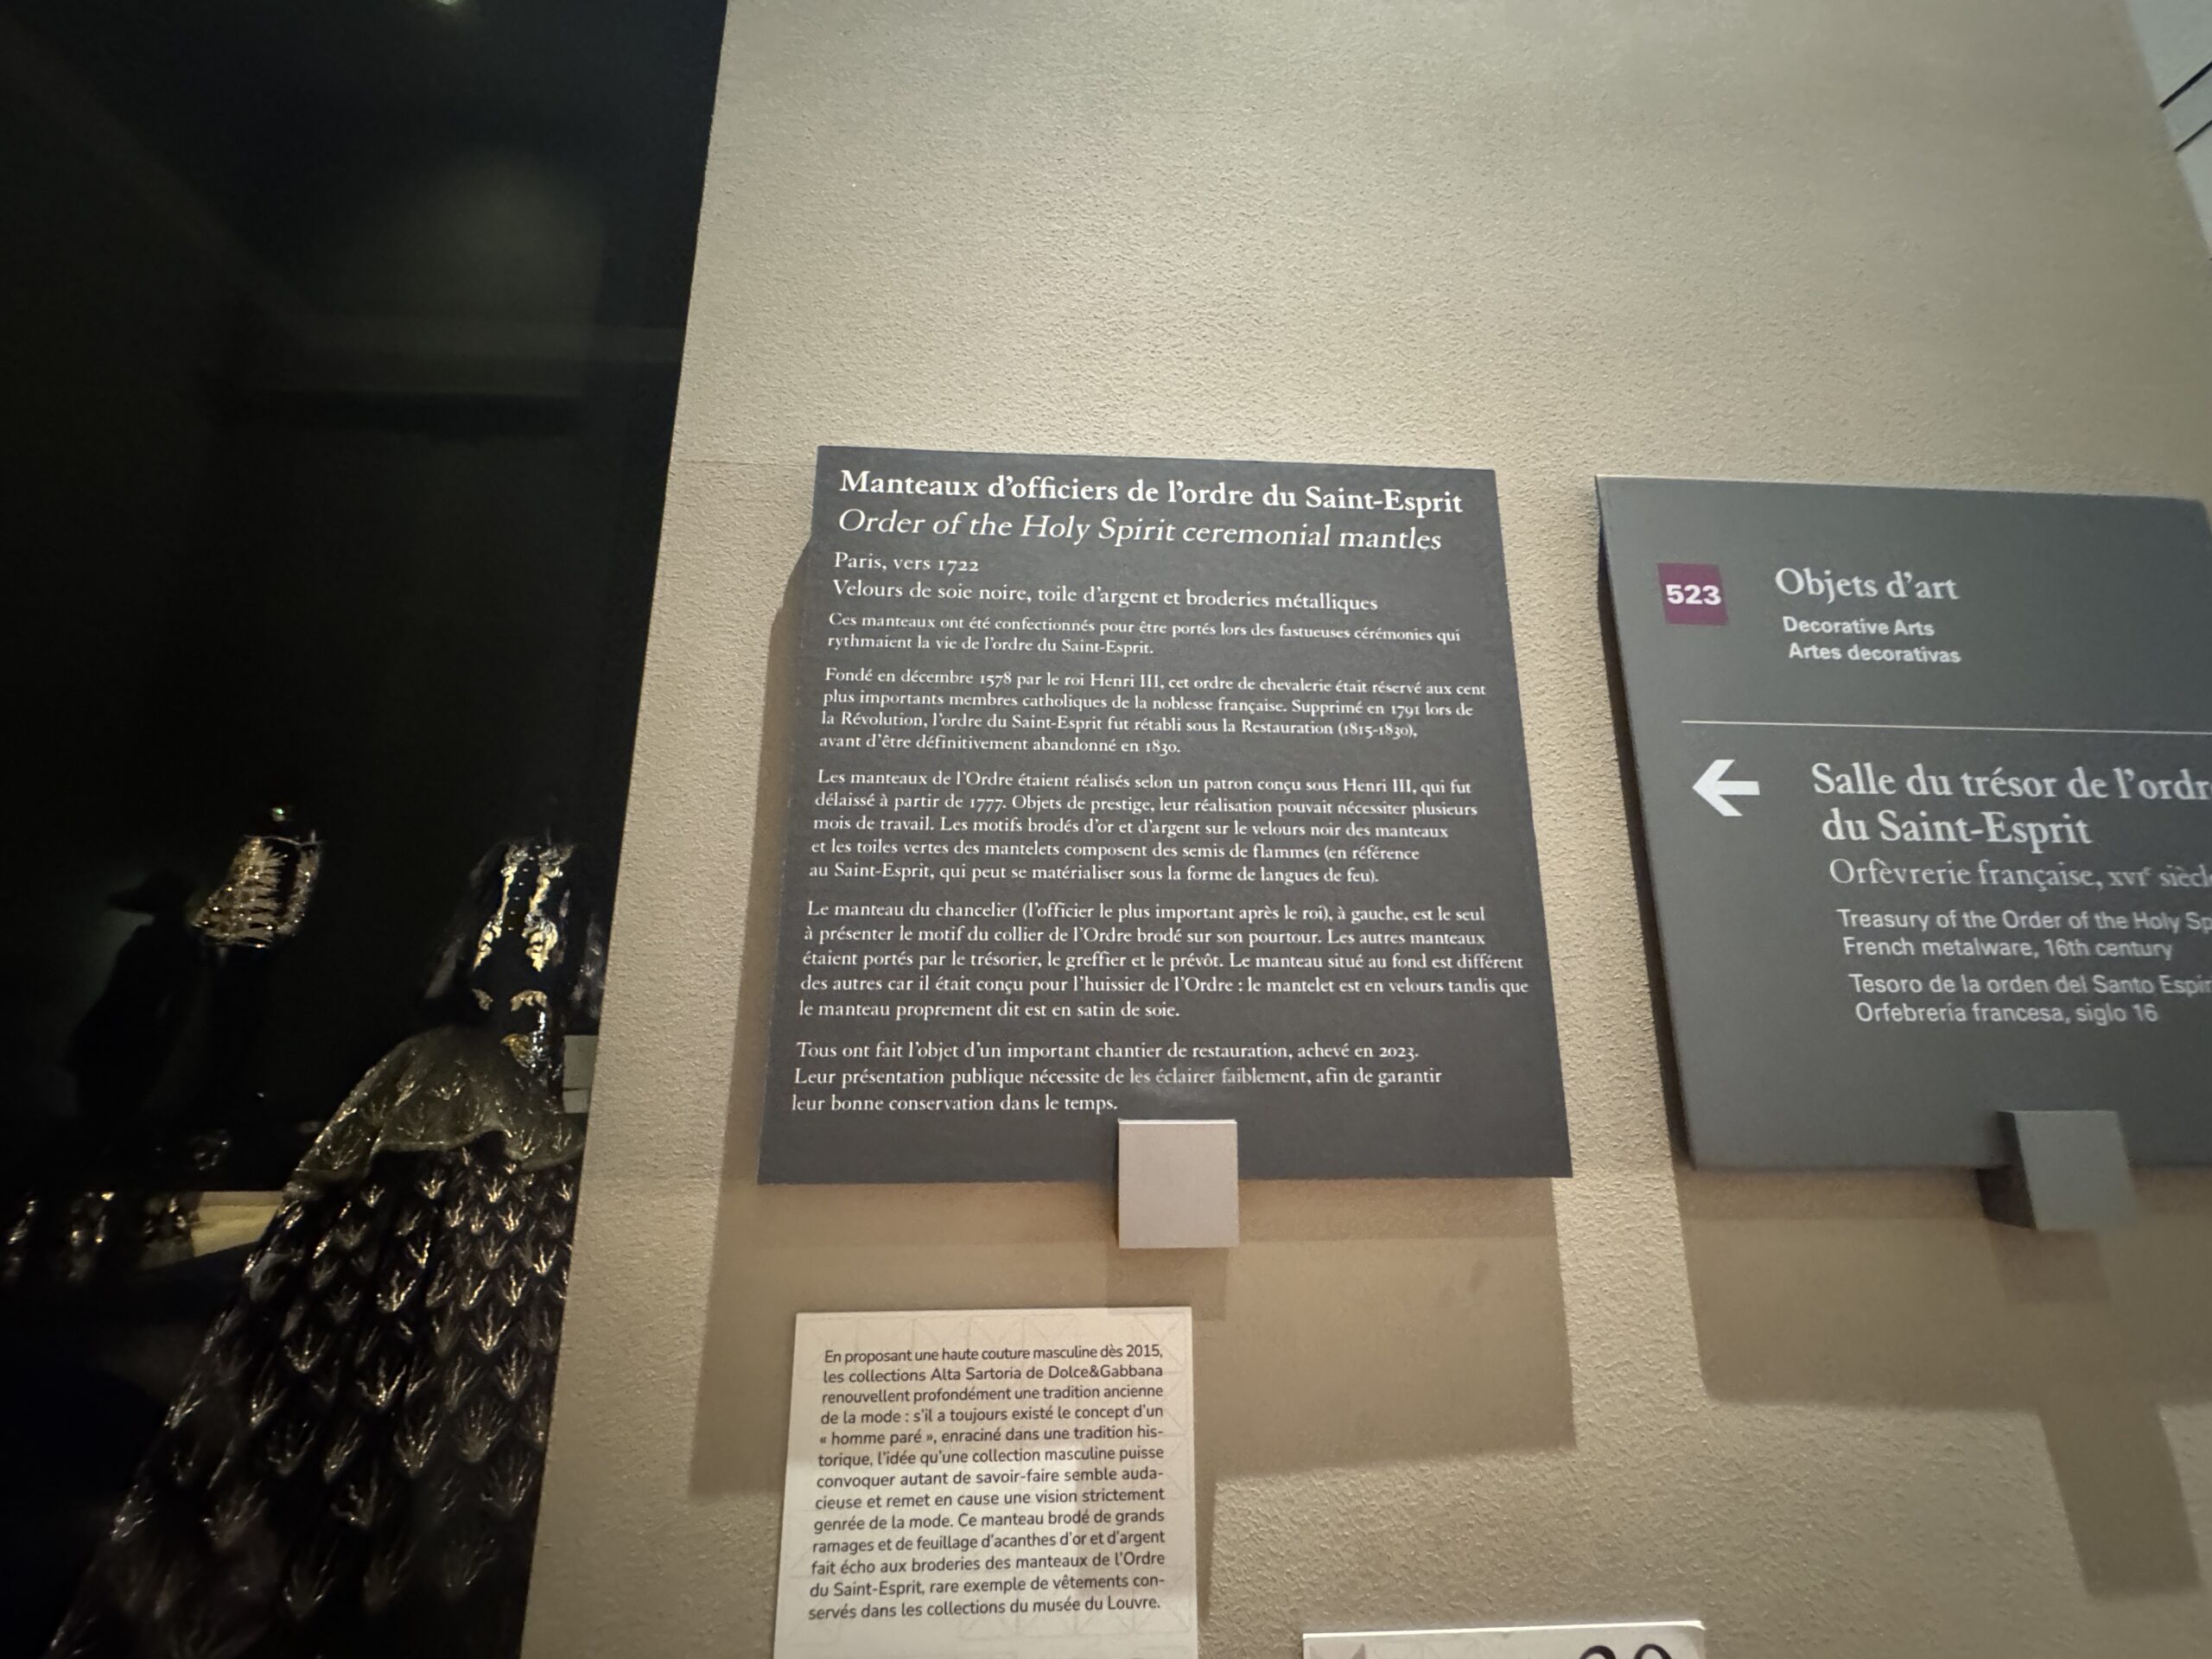 Manteaux d'officiers de l'ordre du Saint-Esprit
Order of the Holy Spirit ceremonial mantles
Paris, vers 1722
Velours de soie noire, toile d'argent et broderies métalliques
Ces manteaux ont été confectionnés pour être portés lors des fastueuses cérémonies qui
rythmaient la vie de l'ordre du Saint-Esprit.
Fondé en décembre 1578 par le roi Henri III, cet ordre de chevalerie était réservé aux cent
plus importants membres catholiques de la noblesse française. Supprimé en 1791 lors de
la Révolution, l'ordre du Saint-Esprit fut rétabli sous la Restauration (1815-1830),
avant d'être définitivement abandonné en 1830.
Les manteaux de l'Ordre étaient réalisés selon un patron conçu sous Henri III, qui fut
délaissé à partir de 1777. Objets de prestige, leur réalisation pouvait nécessiter plusieurs
mois de travail. Les motifs brodés d'or et d'argent sur le velours noir des manteaux
et les toiles vertes des mantelets composent des semis de flammes (en référence
au Saint-Esprit, qui peut se matérialiser sous la forme de langues de feu).
Le manteau du chancelier (l'officier le plus important après le roi), à gauche, est le seul
à présenter le motif du collier de l'Ordre brodé sur son pourtour. Les autres manteaux
étaient portés par le trésorier, le greffier et le prévôt. Le manteau situé au fond est différent
des autres car il était conçu pour l'huissier de l'Ordre : le mantelet est en velours tandis que
le manteau proprement dit est en satin de soie.
Tous ont fait l'objet d'un important chantier de restauration, achevé en 2023.
Leur présentation publique nécessite de les éclairer faiblement, afin de garantir
leur bonne conservation dans le temps.
523
Objets d'art
Decorative Arts
Artes decorativas
Salle du trésor de l'ordr
du Saint-Esprit
Orfèvrerie française, XVIe siècl
Treasury of the Order of the Holy Sp
French metalware, 16th century
Tesoro de la orden del Santo Espír
Orfebrería francesa, siglo 16
En proposant une haute couture masculine dès 2015,
les collections Alta Sartoria de Dolce&Gabbana
renouvellent profondément une tradition ancienne
de la mode : s'il a toujours existé le concept d'un
« homme paré », enraciné dans une tradition his-
torique, l'idée qu'une collection masculine puisse
convoquer autant de savoir-faire semble auda-
cieuse et remet en cause une vision strictement
genrée de la mode. Ce manteau brodé de grands
ramages et de feuillage d'acanthes d'or et d'argent
fait écho aux broderies des manteaux de l'Ordre
du Saint-Esprit, rare exemple de vêtements con-
servés dans les collections du musée du Louvre.